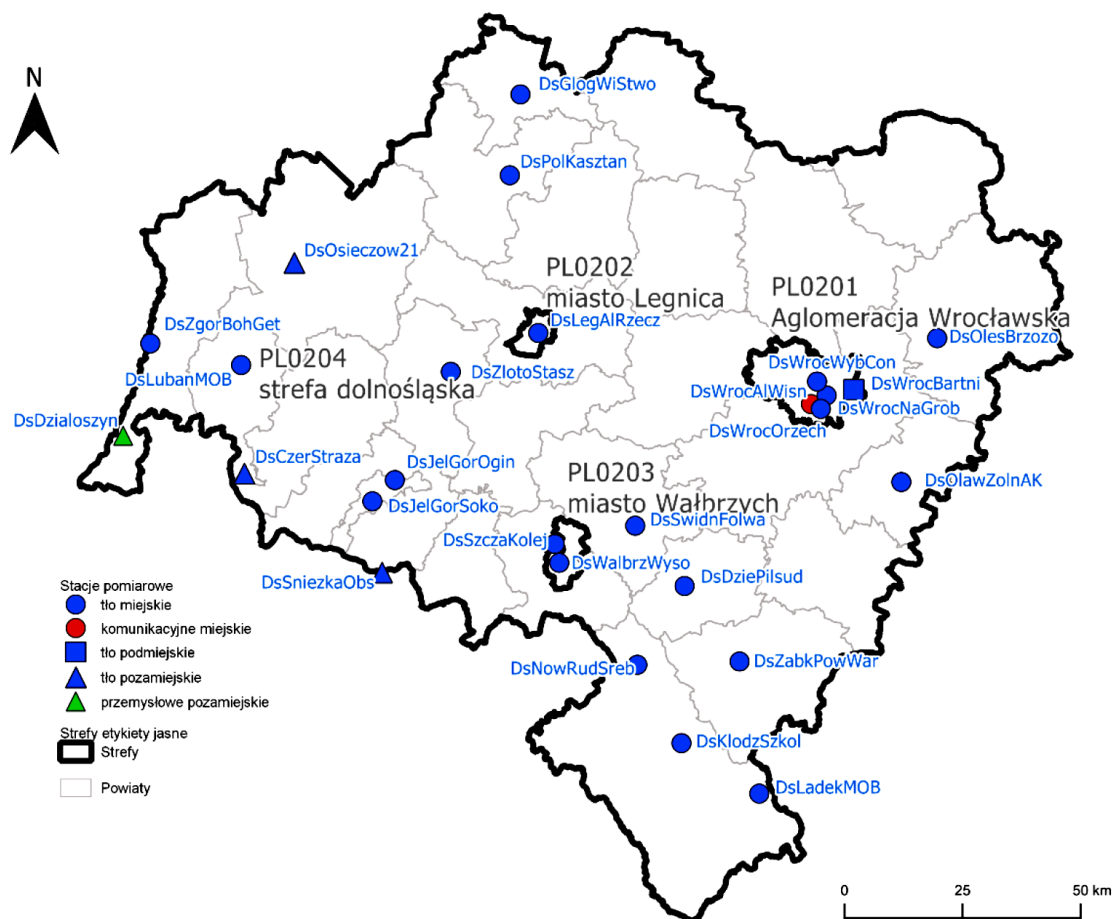 N
DsGlogWiStwo
DsPolKasztan
DsOsieczow21
PL0202
miasto Legnica
DsLegAlRzecz
PL0201
Aglomeracja Wrocławska
DsOlesBrzozo
DsZgorBohGet
DsLubanMOB
PL0204
strefa dolnośląska
DsZlotoStasz
DsWrocWybCon
DsWrocBartni
DsWrocAlWisn
DsWrocNaGrob
DsWrocOrzech
DsDzialoszyn
DsCzerStraza
DsJelGorOgin
DsJelGorSoko
PL0203
miasto Wałbrzych
DsOlawZolnAK
DsSwidnFolwa
DsSzczaKolej
DsWalbrzWyso
DsSniezkaObs
DsDziePilsud
DsNowRudSreb
DsZabkPowWar
DsKlodzSzkol
DsLadekMOB
Stacje pomiarowe
tło miejskie
komunikacyjne miejskie
tło podmiejskie
tło pozamiejskie
przemysłowe pozamiejskie
Strefy etykiety jasne
Strefy
Powiaty
0 25 50 km